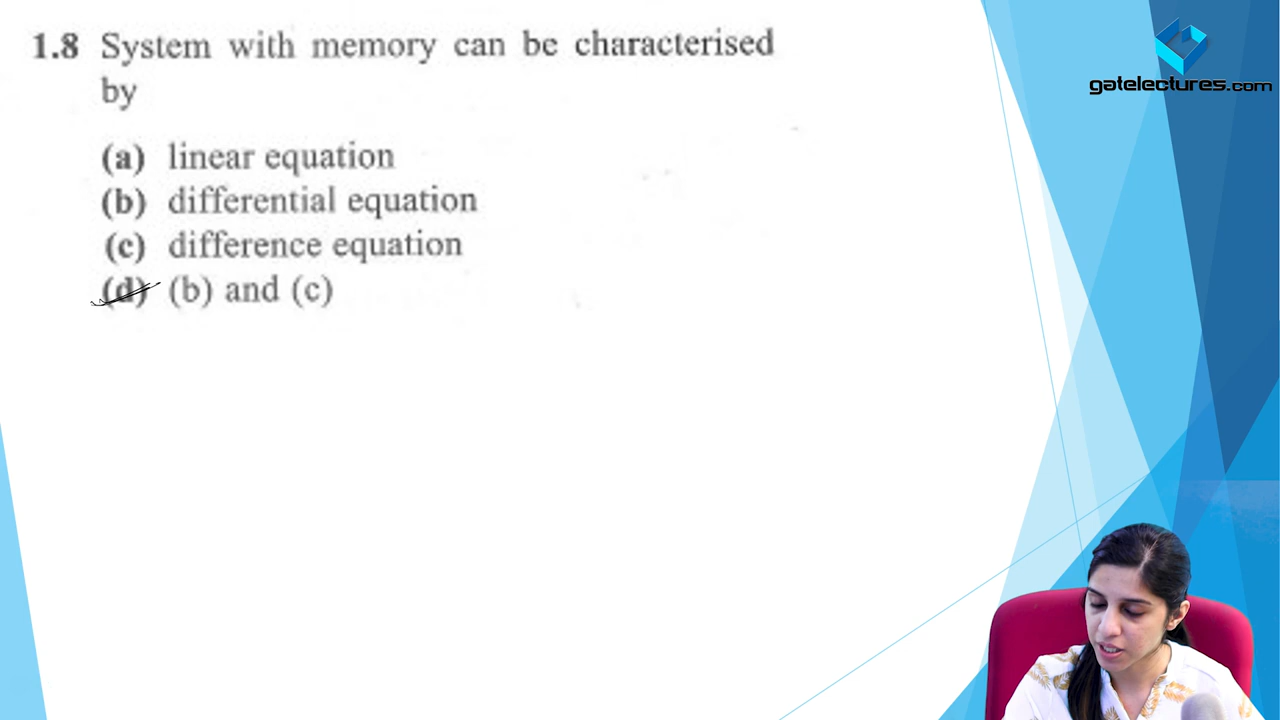 1.8 System with memory can be characterised
by
(a) linear equation
(b) differential equation
(c) difference equation
(d) (b) and (c)
gatelectures.com